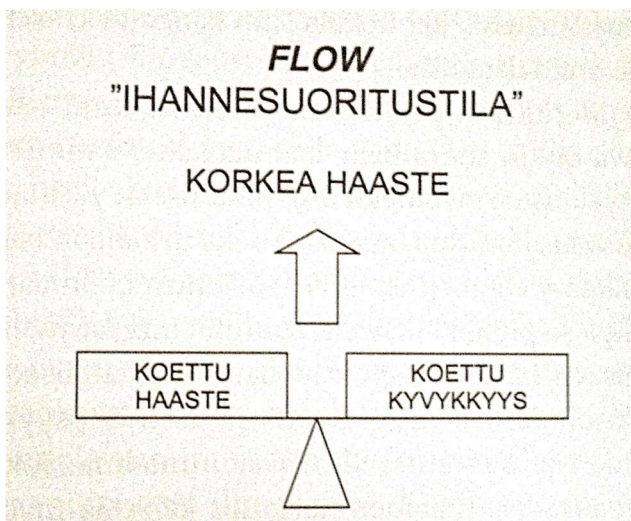 FLOW
”IHANNESUORITUSTILA”
KORKEA HAASTE
KOETTU
HAASTE
KOETTU
KYVYKKYYS